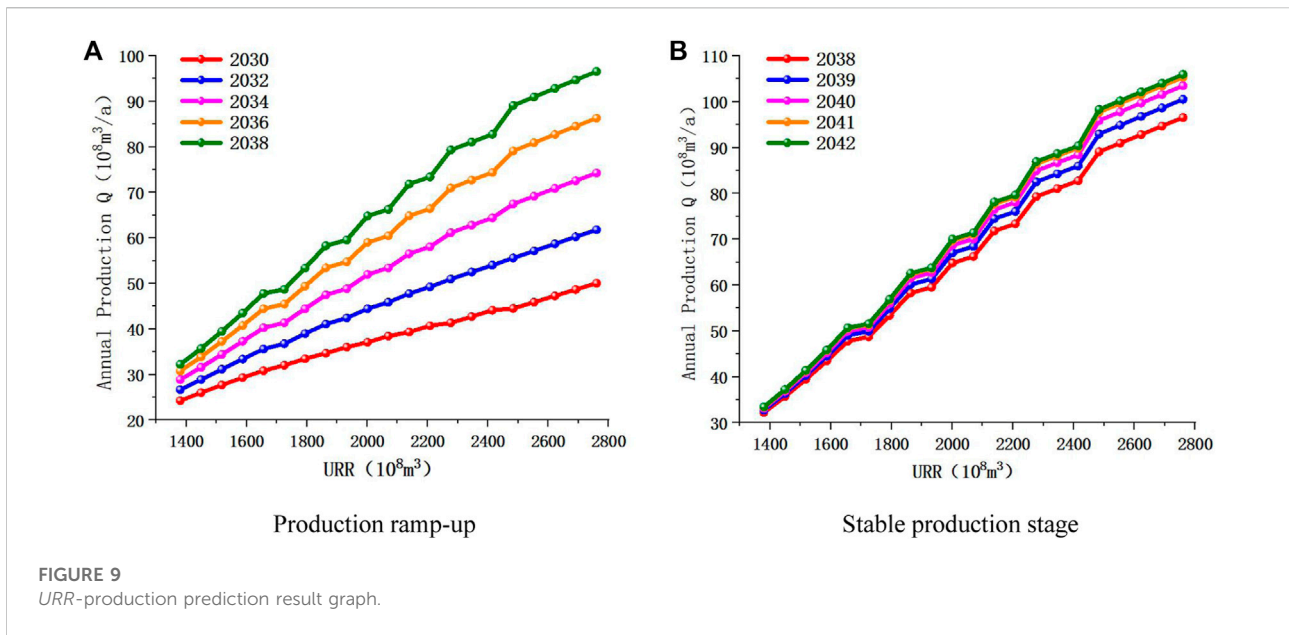 A
2030
2032
2034
2036
2038
100
90
80
70
60
50
40
30
20
Annual Production Q (10⁸m³/a)
1400 1600 1800 2000 2200 2400 2600 2800
URR (10⁸m³)
Production ramp-up
B
2038
2039
2040
2041
2042
110
100
90
80
70
60
50
40
30
Annual Production Q (10⁸m³/a)
1400 1600 1800 2000 2200 2400 2600 2800
URR (10⁸m³)
Stable production stage
FIGURE 9
URR-production prediction result graph.